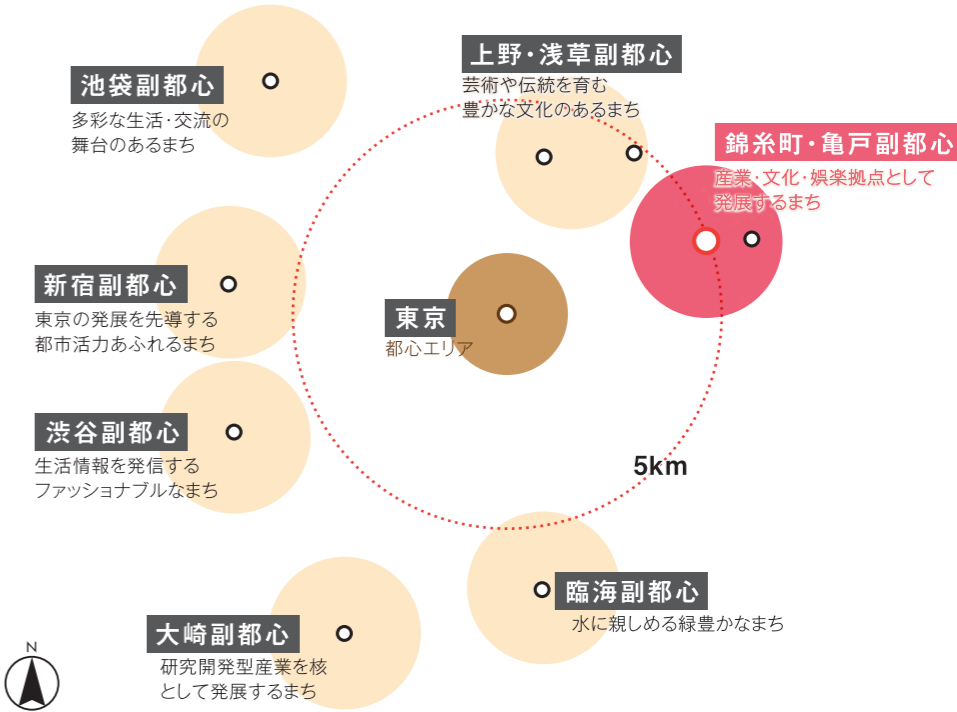 池袋副都心
多彩な生活・交流の
舞台のあるまち
上野・浅草副都心
芸術や伝統を育む
豊かな文化のあるまち
錦糸町・亀戸副都心
産業・文化・娯楽拠点として
発展するまち
新宿副都心
東京の発展を先導する
都市活力あふれるまち
東京
都心エリア
渋谷副都心
生活情報を発信する
ファッショナブルなまち
5km
臨海副都心
水に親しめる緑豊かなまち
大崎副都心
研究開発型産業を核
として発展するまち
N